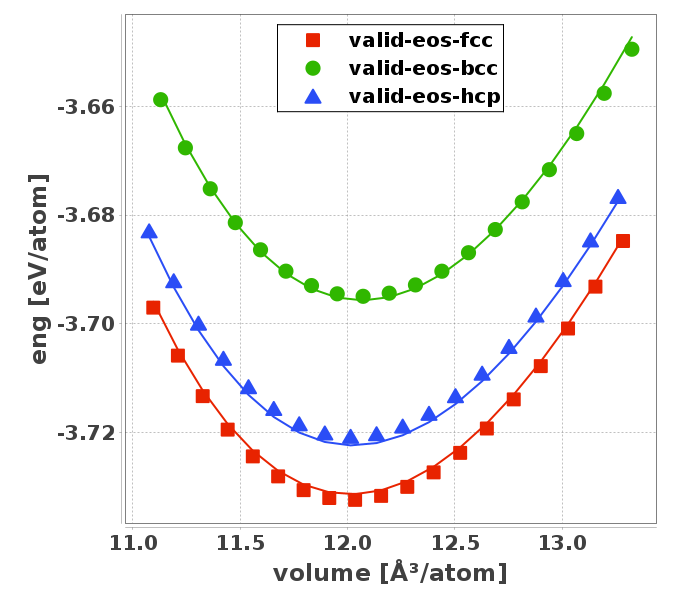 valid-eos-fcc
valid-eos-bcc
valid-eos-hcp
eng [eV/atom]
-3.66
-3.68
-3.70
-3.72
11.0 11.5 12.0 12.5 13.0
volume [Å³/atom]